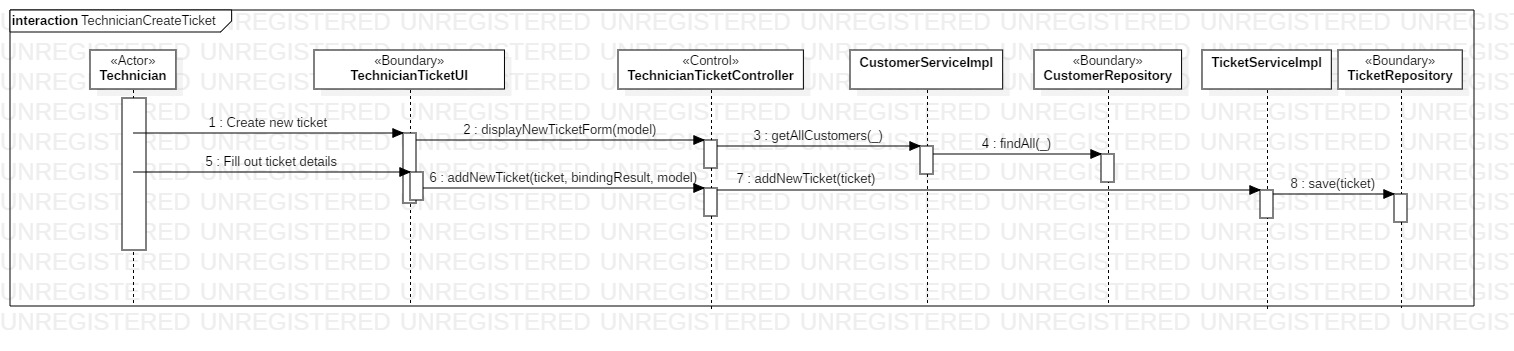 interaction TechnicianCreateTicket
«Actor»
Technician
«Boundary»
TechnicianTicketUI
«Control»
TechnicianTicketController
CustomerServiceImpl
«Boundary»
CustomerRepository
TicketServiceImpl
«Boundary»
TicketRepository
1 : Create new ticket
2 : displayNewTicketForm(model)
3 : getAllCustomers(_)
4 : findAll(_)
5 : Fill out ticket details
6 : addNewTicket(ticket, bindingResult, model)
7 : addNewTicket(ticket)
8 : save(ticket)
UNREGISTERED UNREGISTERED UNREGISTERED UNREGISTERED UNREGISTERED UNREGISTERED UNREGISTERED